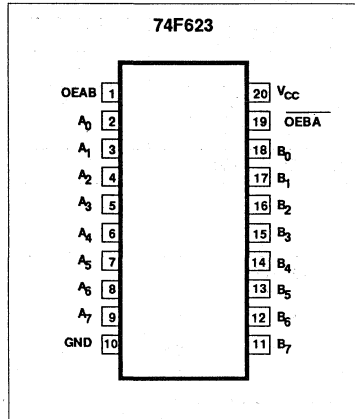 74F623
OEAB 1 20 VCC
A0 2 19 OEBA
A1 3 18 B0
A2 4 17 B1
A3 5 16 B2
A4 6 15 B3
A5 7 14 B4
A6 8 13 B5
A7 9 12 B6
GND 10 11 B7